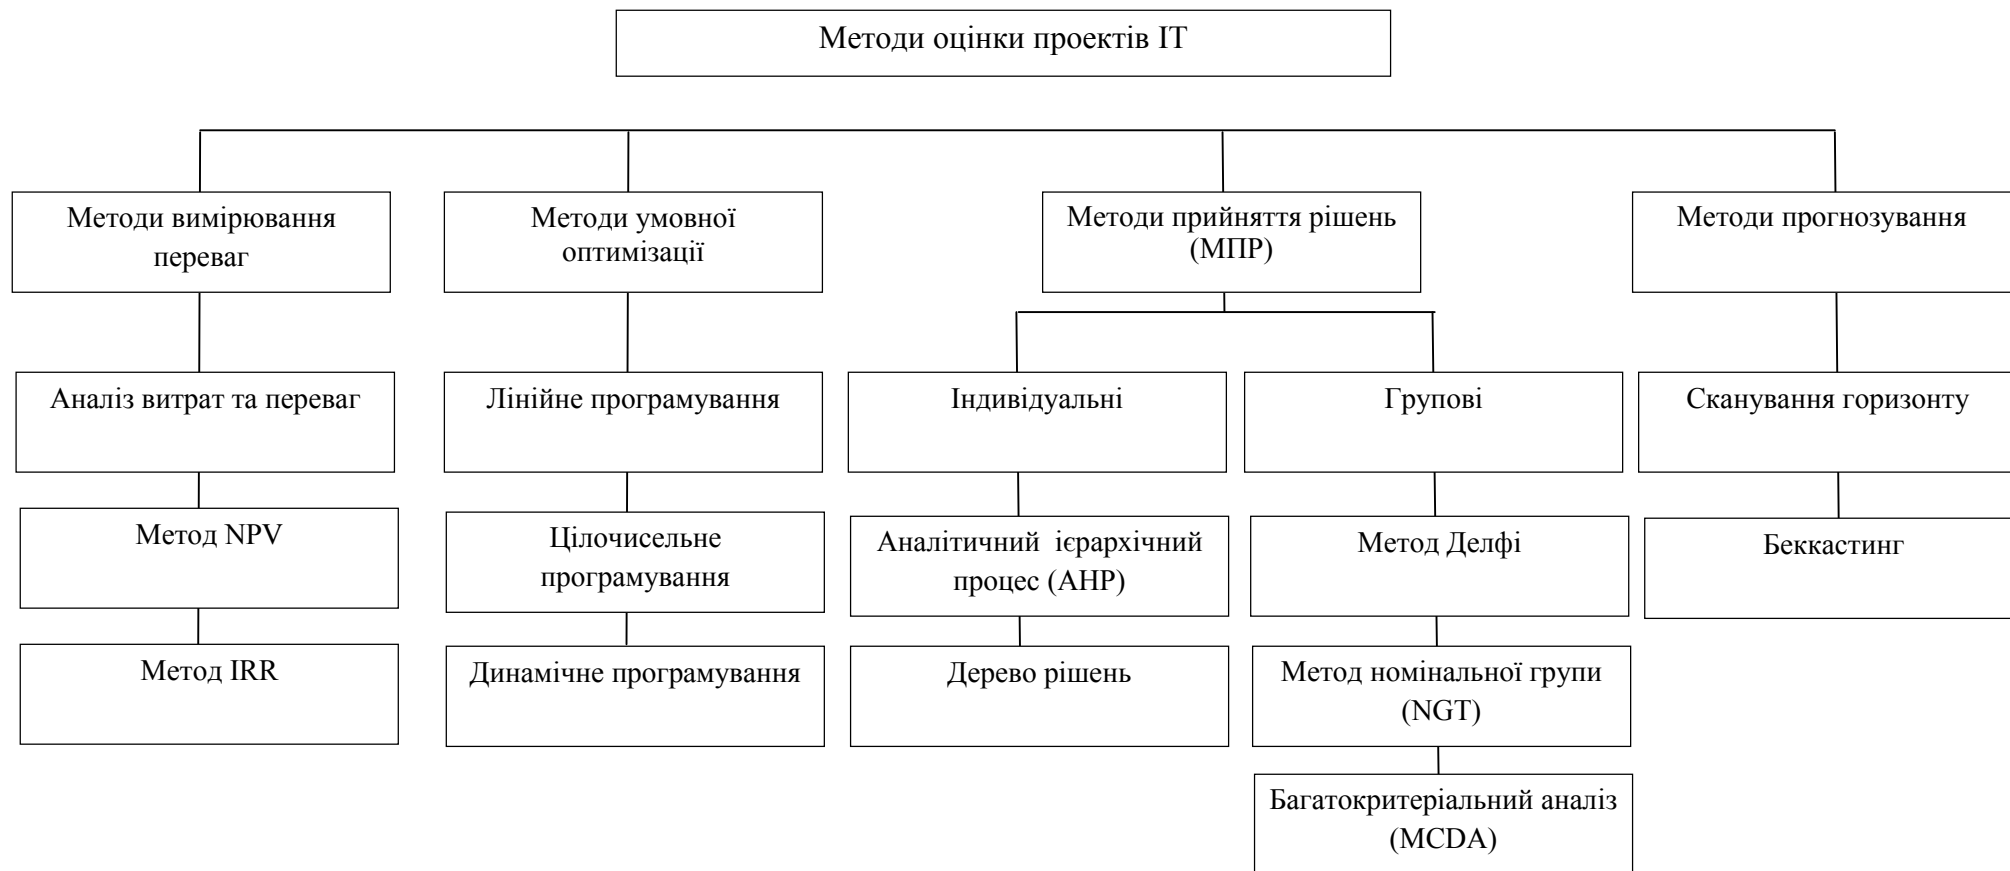 Методи оцінки проектів ІТ
Методи вимірювання
переваг
Методи умовної
оптимізації
Методи прийняття рішень
(МПР)
Методи прогнозування
Аналіз витрат та переваг
Лінійне програмування
Індивідуальні
Групові
Сканування горизонту
Метод NPV
Цілочисельне
програмування
Аналітичний ієрархічний
процес (АНР)
Метод Делфі
Беккастинг
Метод IRR
Динамічне програмування
Дерево рішень
Метод номінальної групи
(NGT)
Багатокритеріальний аналіз
(MCDA)